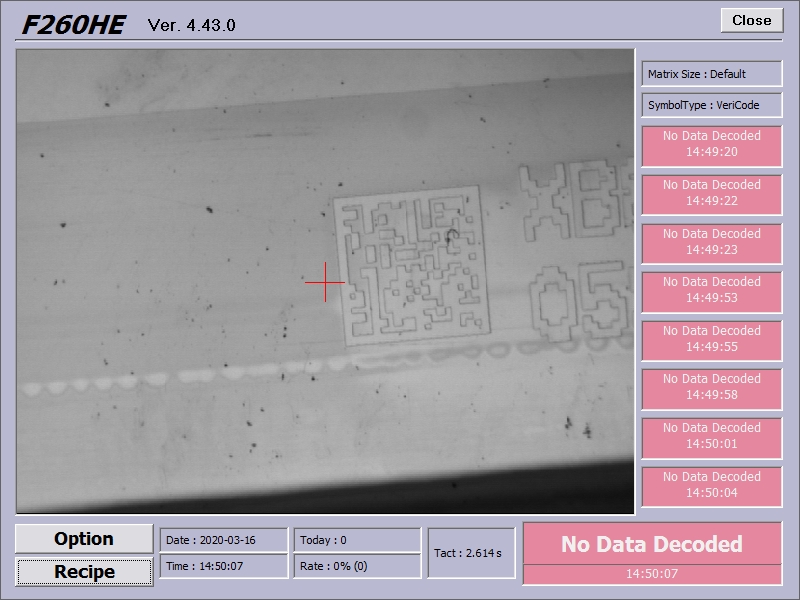 F260HE Ver. 4.43.0
Close
Matrix Size : Default
SymbolType : VeriCode
No Data Decoded
14:49:20
No Data Decoded
14:49:22
No Data Decoded
14:49:23
No Data Decoded
14:49:53
No Data Decoded
14:49:55
No Data Decoded
14:49:58
No Data Decoded
14:50:01
No Data Decoded
14:50:04
XB
05
Option
Recipe
Date : 2020-03-16
Time : 14:50:07
Today : 0
Rate : 0% (0)
Tact : 2.614 s
No Data Decoded
14:50:07